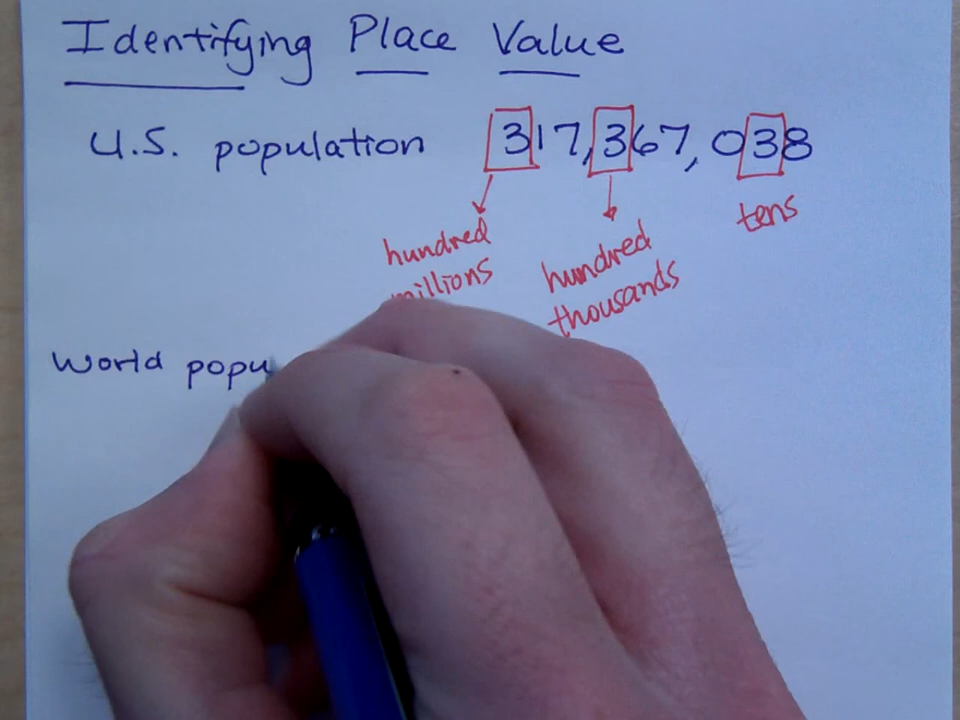 Identifying Place Value
U.S. population 317,367,038
hundred
millions
hundred
thousands
tens
World popu